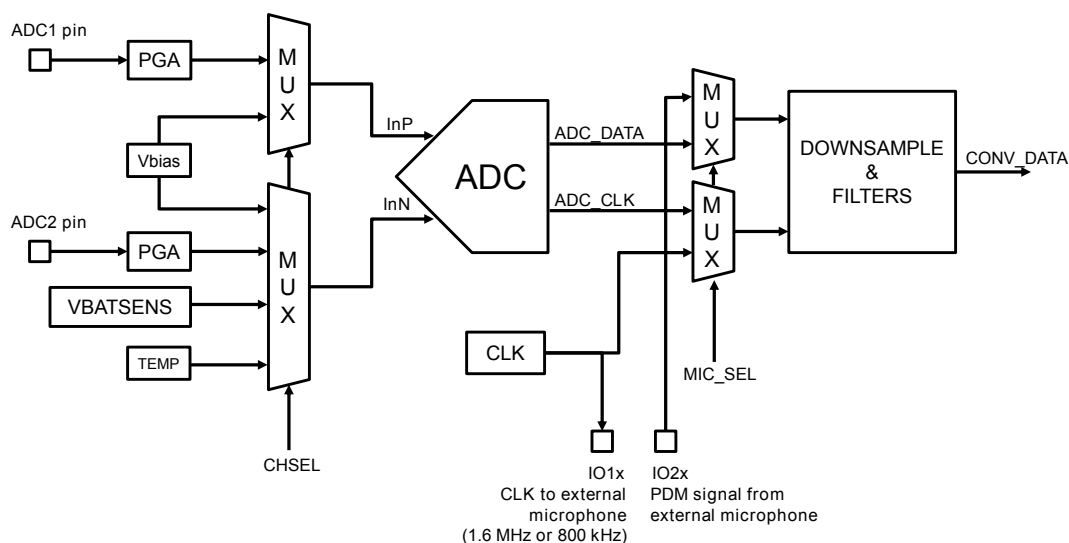 ADC1 pin
PGA
M
U
X
Vbias
InP
InN
ADC
ADC_DATA
ADC_CLK
M
U
X
M
U
X
DOWNSAMPLE
&
FILTERS
CONV_DATA
ADC2 pin
PGA
VBATSENS
TEMP
M
U
X
CHSEL
CLK
MIC_SEL
IO1x
CLK to external
microphone
(1.6 MHz or 800 kHz)
IO2x
PDM signal from
external microphone